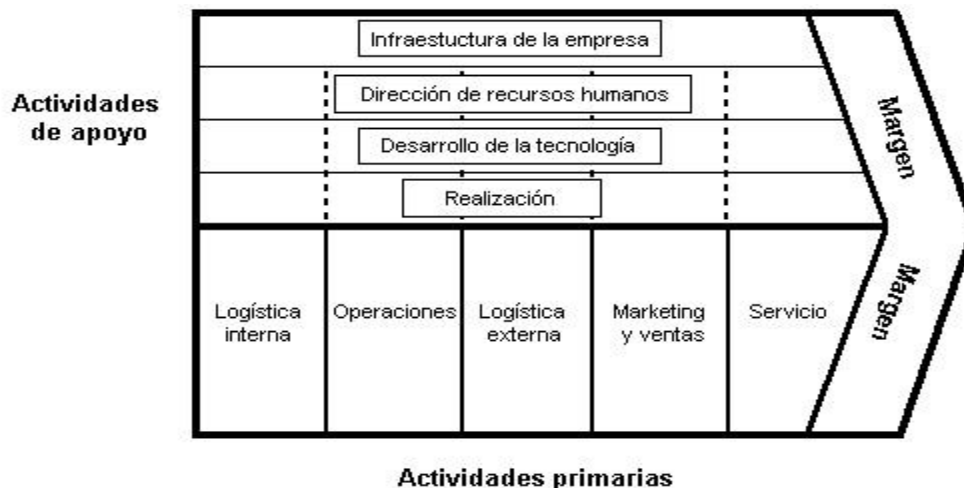 Infraestuctura de la empresa
Actividades
de apoyo
Dirección de recursos humanos
Desarrollo de la tecnología
Realización
Margen
Margen
Logística
interna
Operaciones
Logística
externa
Marketing
y ventas
Servicio
Actividades primarias